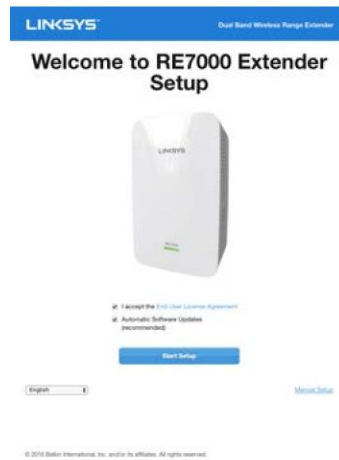 LINKSYS
Dual Band Wireless Range Extender
Welcome to RE7000 Extender
Setup
LINKSYS
I accept the End User License Agreement
Automatic Software Updates
(recommended)
Start Setup
English
Manual Setup
© 2016 Belkin International, Inc. and/or its affiliates. All rights reserved.